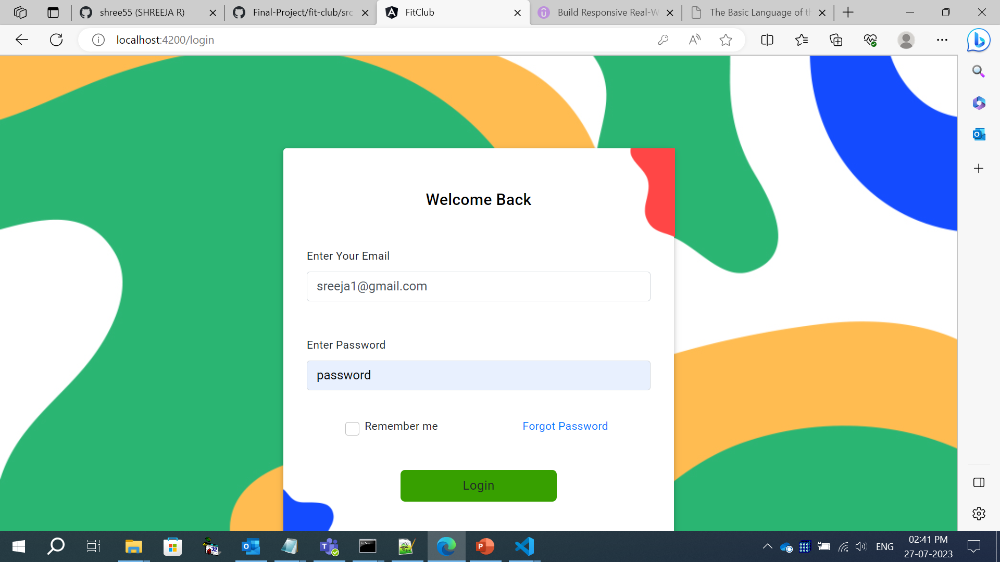 shree55 (SHREEJA R)
Final-Project/fit-club/src
FitClub
Build Responsive Real-W
The Basic Language of th
localhost:4200/login
Welcome Back
Enter Your Email
sreeja1@gmail.com
Enter Password
password
Remember me
Forgot Password
Login
ENG
02:41 PM
27-07-2023